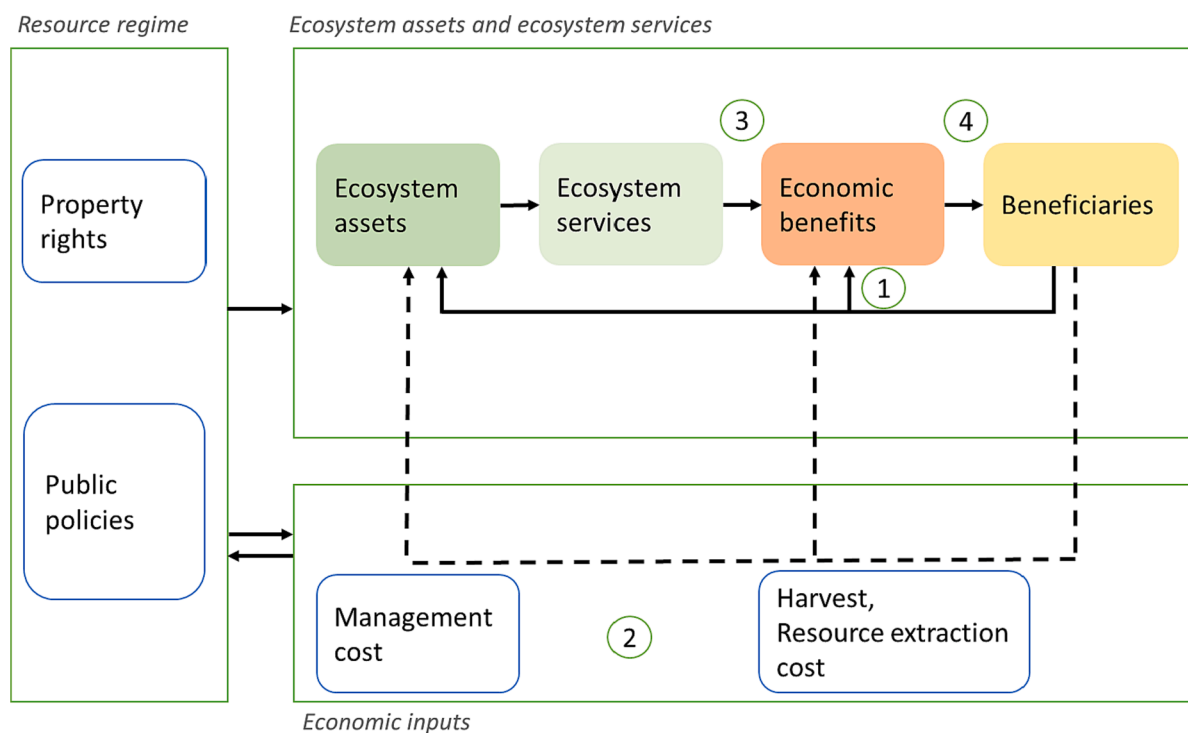 Resource regime
Ecosystem assets and ecosystem services
Property
rights
Public
policies
3
4
Ecosystem
assets
Ecosystem
services
Economic
benefits
Beneficiaries
1
Management
cost
2
Harvest,
Resource extraction
cost
Economic inputs